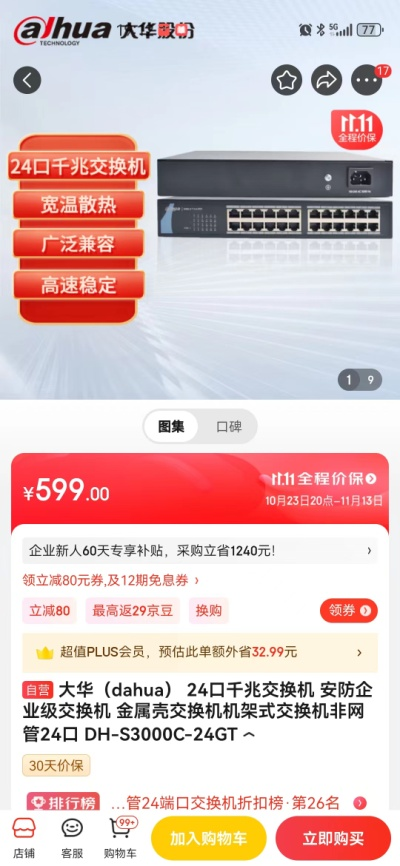 alhua 大华股份
TECHNOLOGY
5G
77
17
11.11
全程价保
24口千兆交换机
宽温散热
广泛兼容
高速稳定
1 9
图集 口碑
¥599.00
11.11全程价保
10月23日20点-11月13日
企业新人60天专享补贴，采购立省1240元！ ›
领立减80元券,及12期免息券 ›
立减80 最高返29京豆 换购 领券
超值PLUS会员，预估此单额外省32.99元 ›
自营 大华（dahua） 24口千兆交换机 安防企
业级交换机 金属壳交换机机架式交换机非网
管24口 DH-S3000C-24GT
30天价保
排行榜 …管24端口交换机折扣榜·第26名
99+
店铺 客服 购物车 加入购物车 立即购买